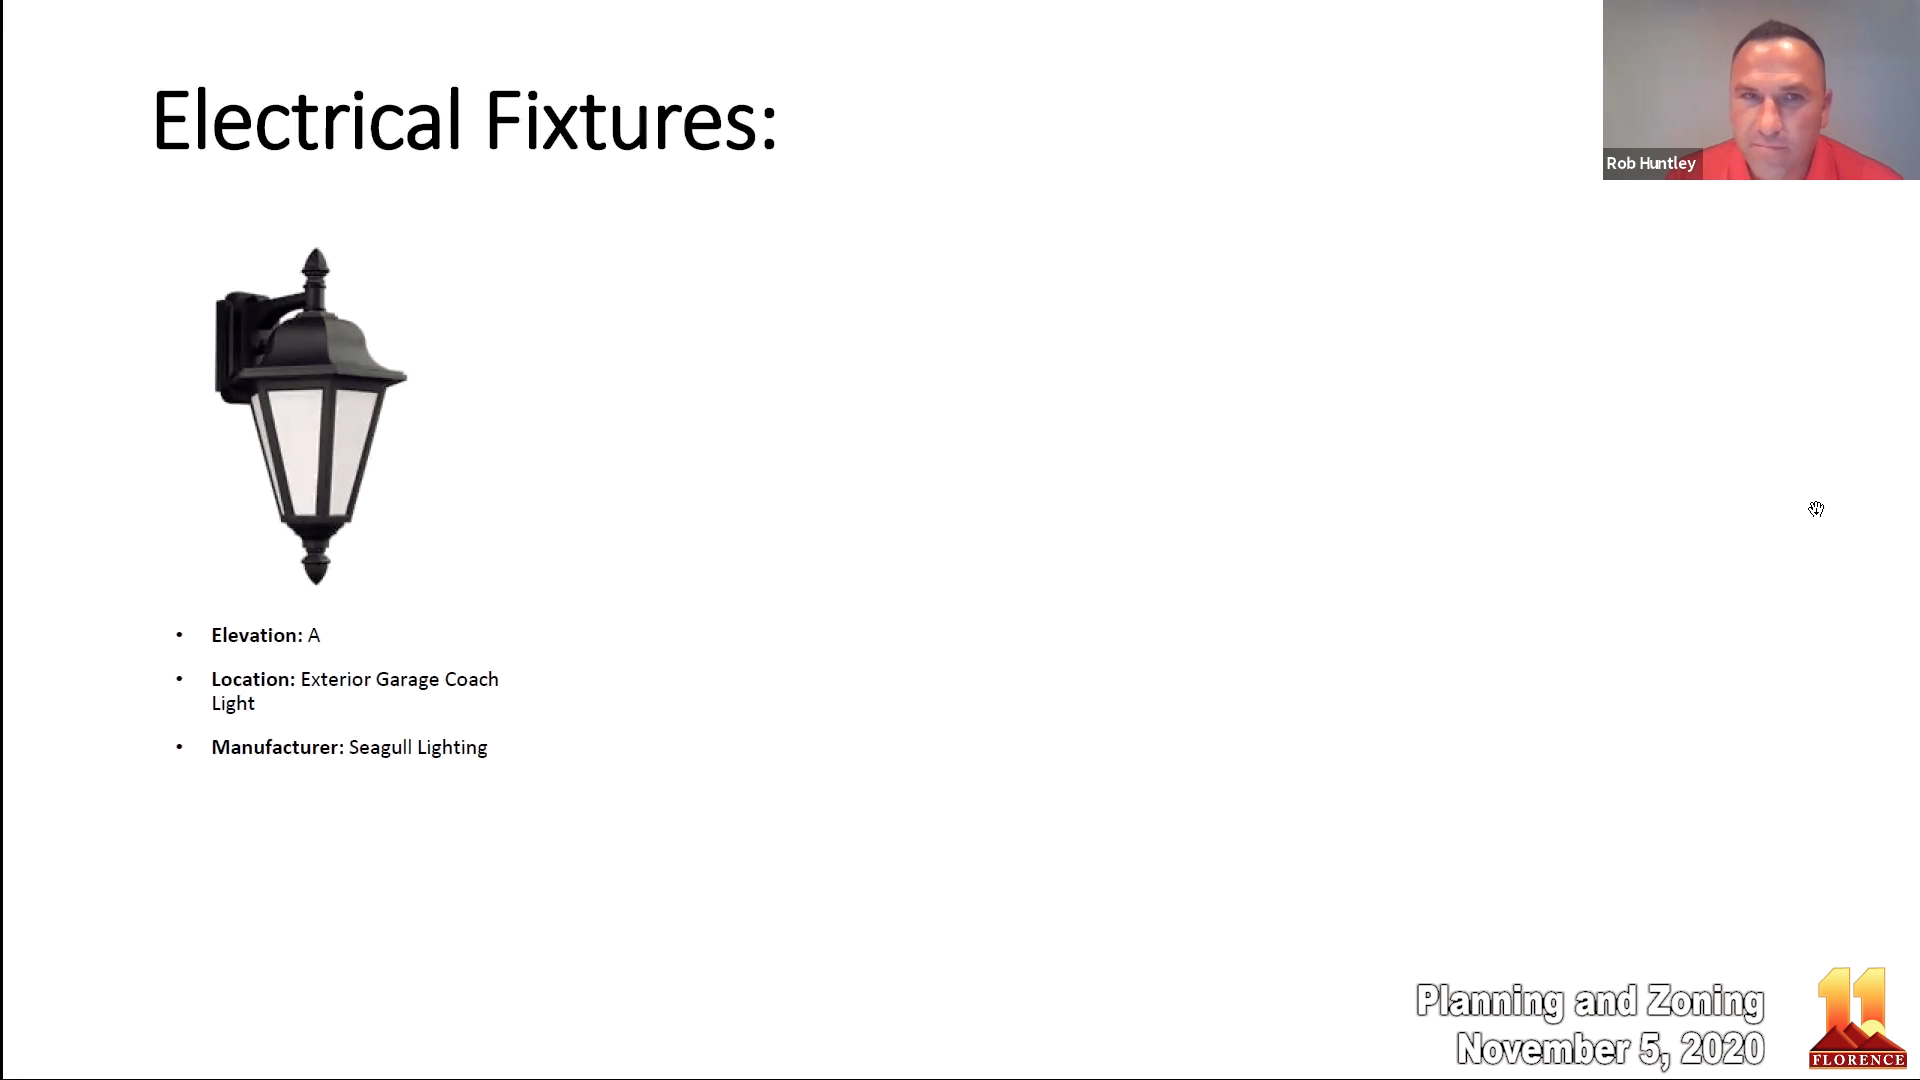 Electrical Fixtures:
Rob Huntley
• Elevation: A
• Location: Exterior Garage Coach
Light
• Manufacturer: Seagull Lighting
Planning and Zoning
November 5, 2020
11
FLORENCE